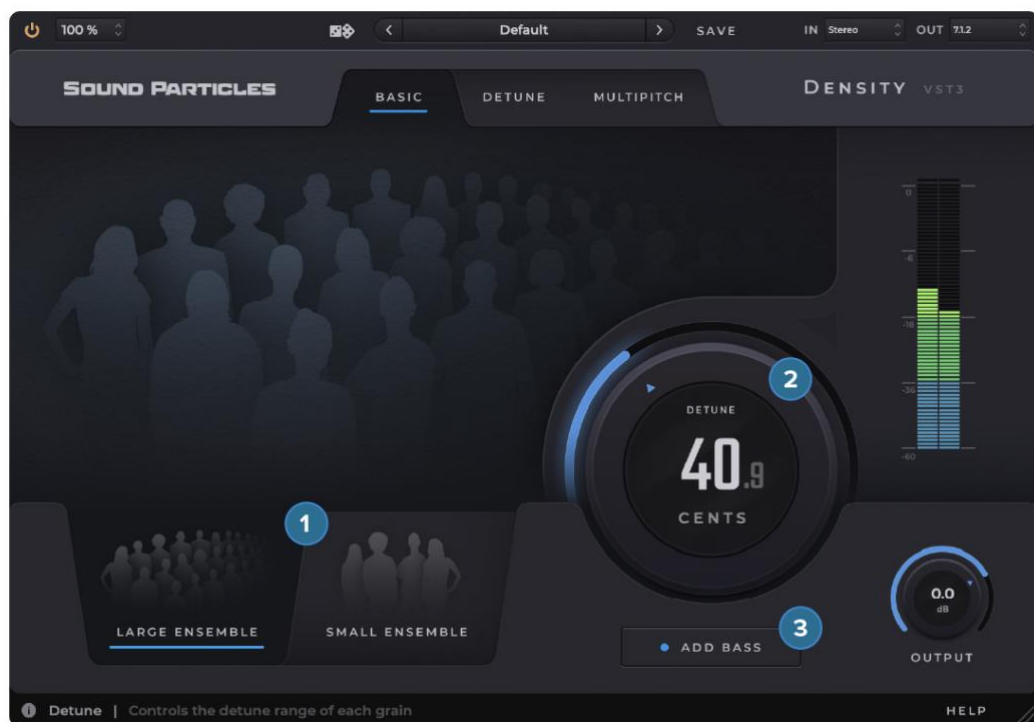 100 %
Default
SAVE
IN Stereo
OUT 7.1.2
SOUND PARTICLES
BASIC
DETUNE
MULTIPITCH
DENSITY VST3
0
-6
-18
-36
-60
2
DETUNE
40.9
CENTS
1
LARGE ENSEMBLE
SMALL ENSEMBLE
3
ADD BASS
0.0
dB
OUTPUT
i Detune | Controls the detune range of each grain
HELP